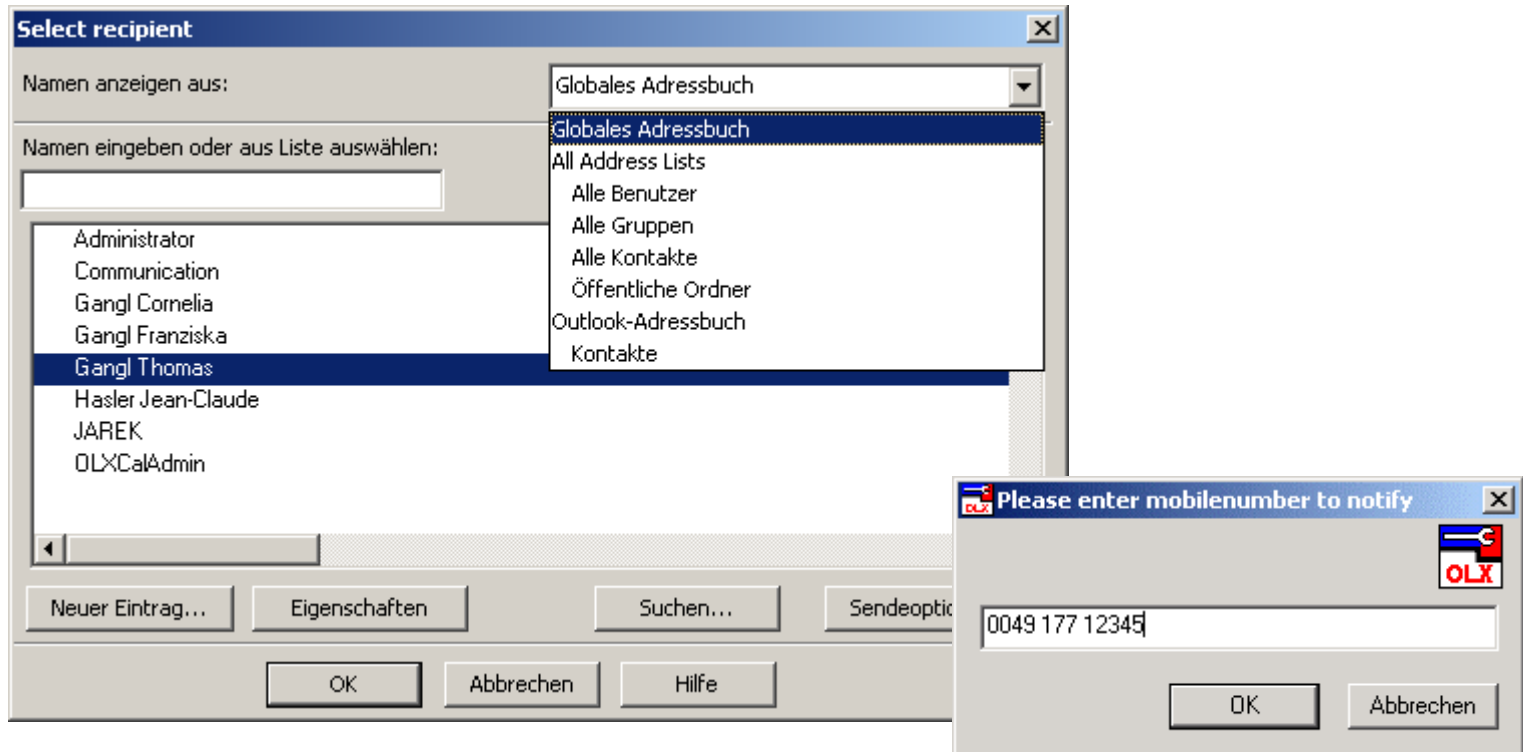 Select recipient
Namen anzeigen aus:
Globales Adressbuch
Globales Adressbuch
All Address Lists
Alle Benutzer
Alle Gruppen
Alle Kontakte
Öffentliche Ordner
Outlook-Adressbuch
Kontakte
Namen eingeben oder aus Liste auswählen:
Administrator
Communication
Gangl Cornelia
Gangl Franziska
Gangl Thomas
Hasler Jean-Claude
JAREK
OLXCalAdmin
Neuer Eintrag...
Eigenschaften
Suchen...
Sendeoptio
OK
Abbrechen
Hilfe
OLX
Please enter mobilenumber to notify
OLX
0049 177 12345
OK
Abbrechen